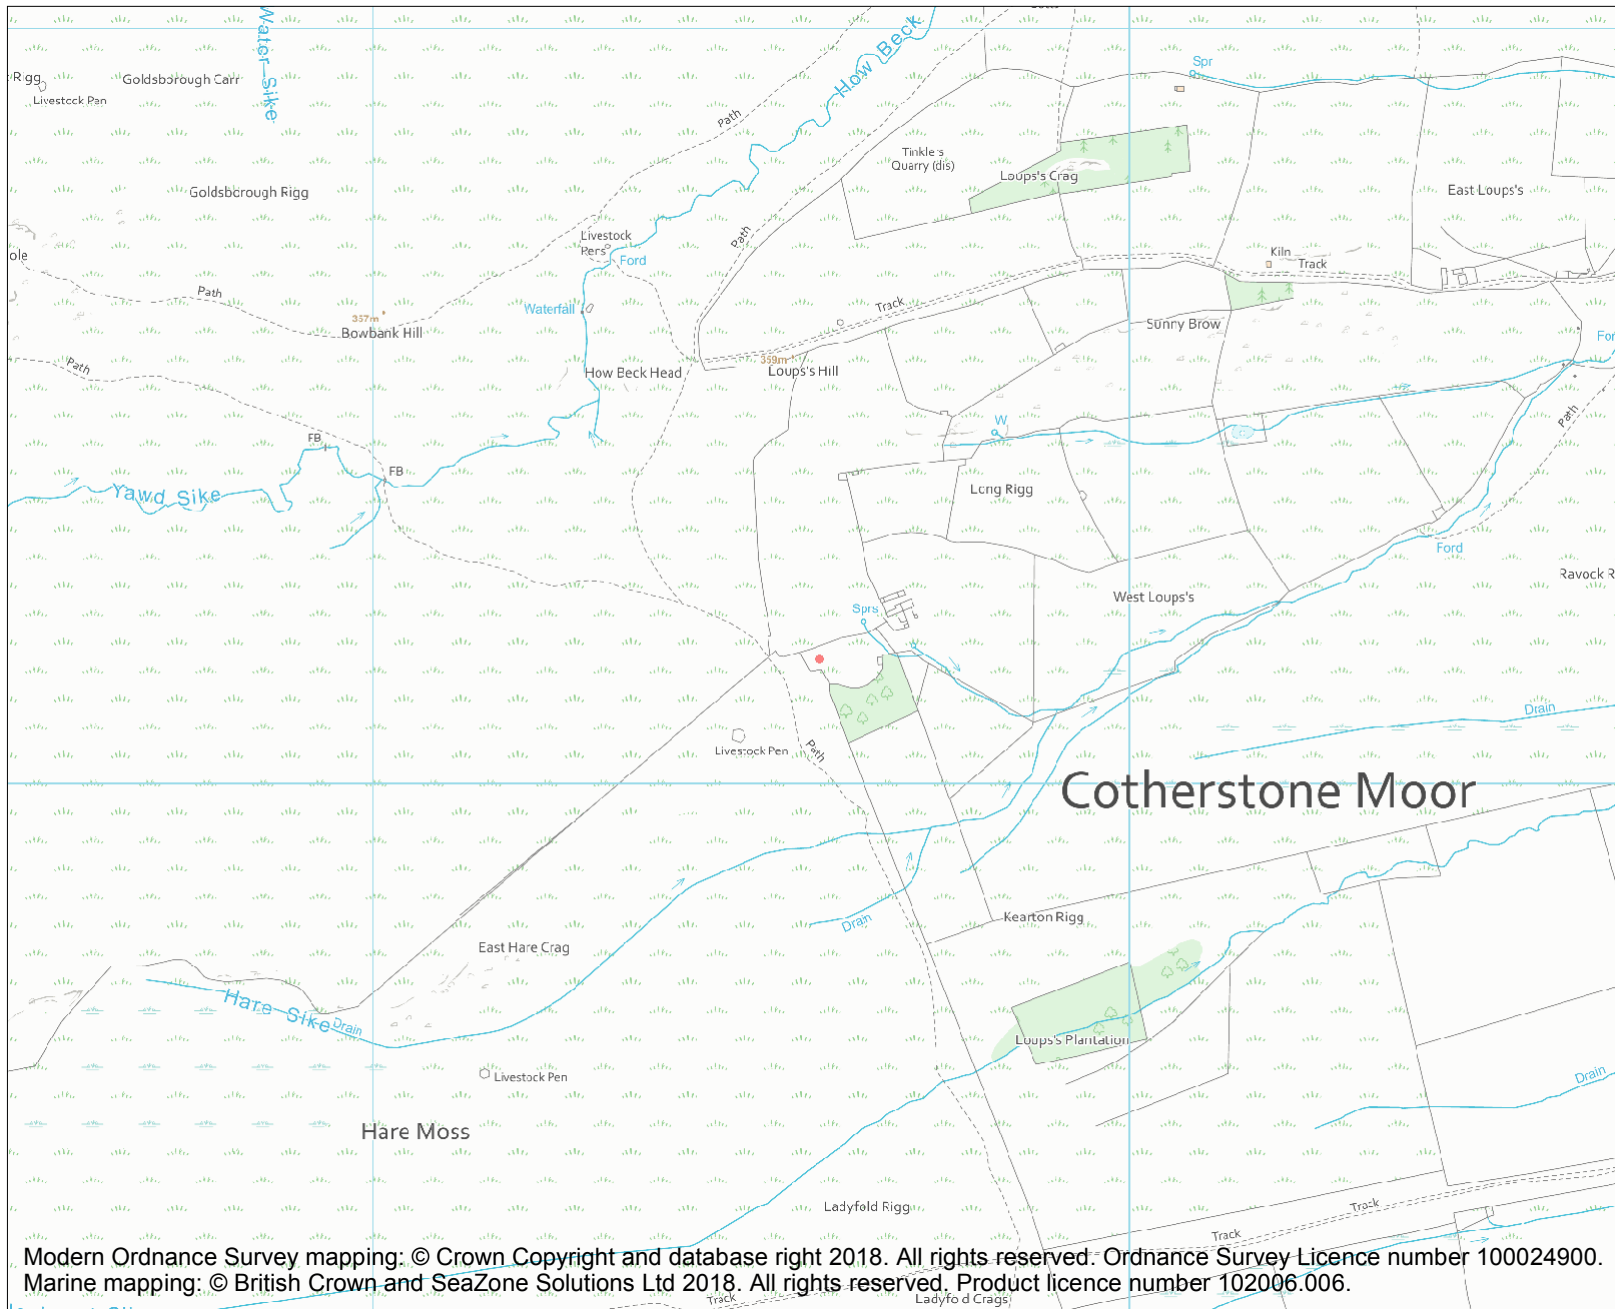 Water Sike
How Beck
Spr
Rigg
Goldsborough Carr
Livestock Pen
Path
Tinklers
Quarry (dis)
Loups's Crag
Goldsborough Rigg
East Loups's
Livestock
Pens
Path
Ford
ole
Kiln
Track
Path
Waterfall
Track
357m
Bowbank Hill
Sunny Brow
359m
Loups's Hill
Path
How Beck Head
Path
W
FB
FB
Long Rigg
Yawd Sike
Ford
Ravock R
West Loups's
Sprs
Drain
Livestock Pen
Path
Cotherstone Moor
Kearton Rigg
Drain
East Hare Crag
Hare Sike
Drain
Loups's Plantation
Livestock Pen
Drain
Hare Moss
Ladyfold Rigg
Track
Track
Modern Ordnance Survey mapping: © Crown Copyright and database right 2018. All rights reserved. Ordnance Survey Licence number 100024900.
Marine mapping: © British Crown and SeaZone Solutions Ltd 2018. All rights reserved. Product licence number 102006.006.
Track
Ladyfold Crags